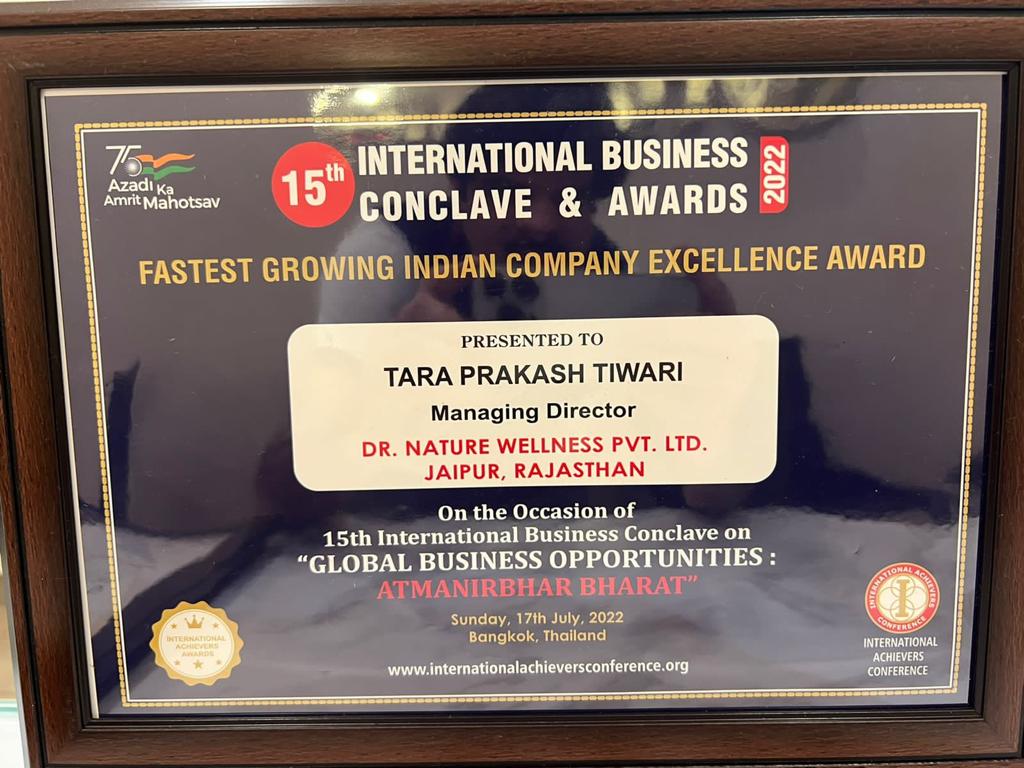 75
Azadi Ka
Amrit Mahotsav
15th
INTERNATIONAL BUSINESS
CONCLAVE & AWARDS
2022
FASTEST GROWING INDIAN COMPANY EXCELLENCE AWARD
PRESENTED TO
TARA PRAKASH TIWARI
Managing Director
DR. NATURE WELLNESS PVT. LTD.
JAIPUR, RAJASTHAN
On the Occasion of
15th International Business Conclave on
“GLOBAL BUSINESS OPPORTUNITIES :
ATMANIRBHAR BHARAT”
Sunday, 17th July, 2022
Bangkok, Thailand
www.internationalachieversconference.org
INTERNATIONAL
ACHIEVERS
AWARDS
INTERNATIONAL ACHIEVERS
CONFERENCE
I
INTERNATIONAL
ACHIEVERS
CONFERENCE